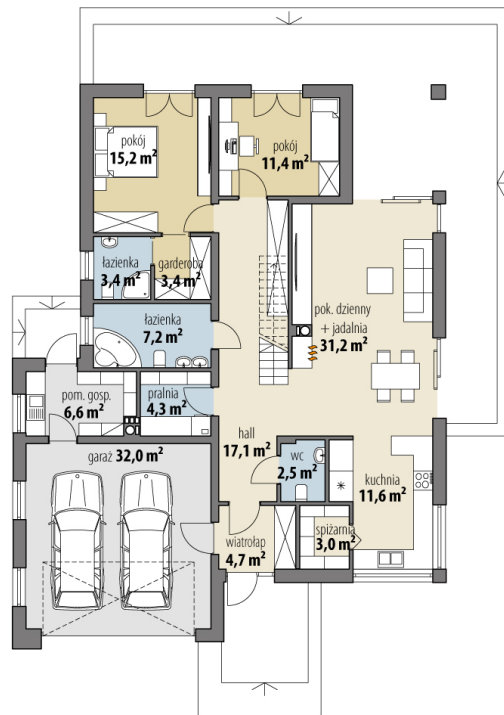 pokój
15,2 m²
pokój
11,4 m²
łazienka
3,4 m²
garderoba
3,4 m²
pok. dzienny
+ jadalnia
31,2 m²
łazienka
7,2 m²
pom. gosp.
6,6 m²
pralnia
4,3 m²
hall
17,1 m²
wc
2,5 m²
kuchnia
11,6 m²
garaż 32,0 m²
wiatrołap
4,7 m²
spiżarnia
3,0 m²